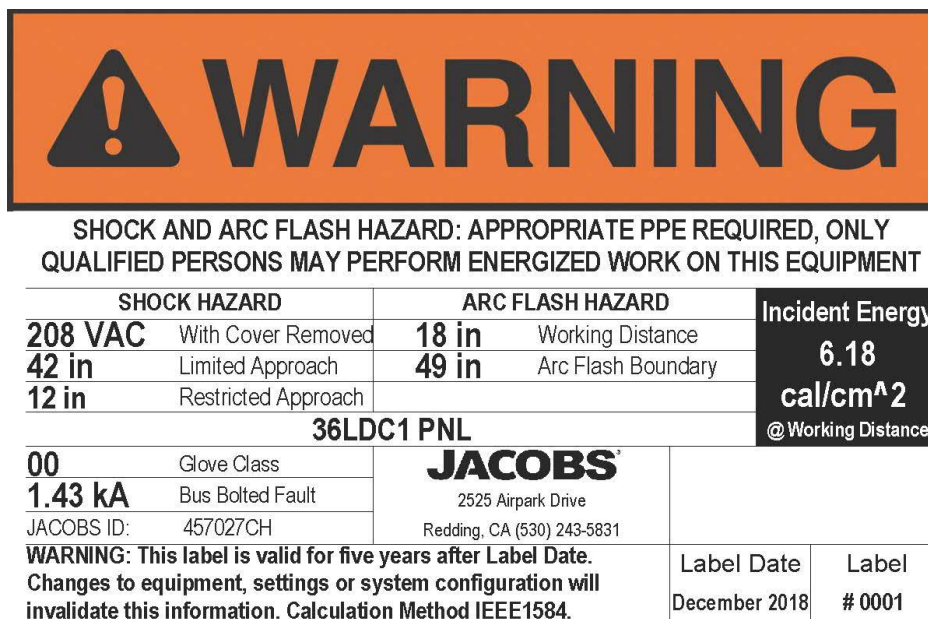 WARNING
SHOCK AND ARC FLASH HAZARD: APPROPRIATE PPE REQUIRED, ONLY
QUALIFIED PERSONS MAY PERFORM ENERGIZED WORK ON THIS EQUIPMENT
SHOCK HAZARD
208 VAC With Cover Removed
42 in Limited Approach
12 in Restricted Approach
ARC FLASH HAZARD
18 in Working Distance
49 in Arc Flash Boundary
Incident Energy
6.18
cal/cm^2
@ Working Distance
36LDC1 PNL
00 Glove Class
1.43 kA Bus Bolted Fault
JACOBS ID: 457027CH
JACOBS
2525 Airpark Drive
Redding, CA (530) 243-5831
WARNING: This label is valid for five years after Label Date.
Changes to equipment, settings or system configuration will
invalidate this information. Calculation Method IEEE1584.
Label Date
December 2018
Label
# 0001